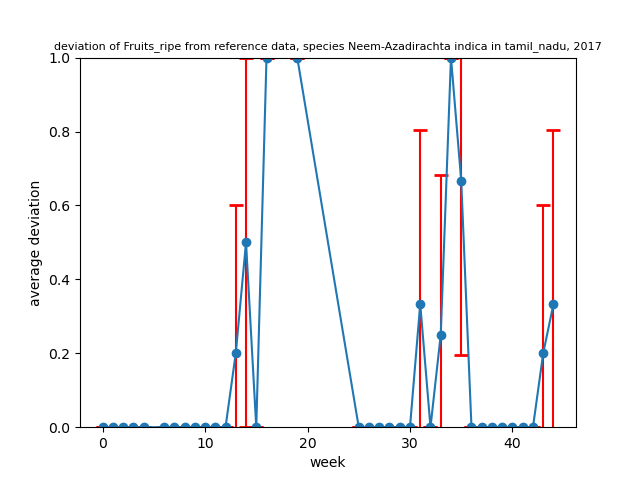 deviation of Fruits_ripe from reference data, species Neem-Azadirachta indica in tamil_nadu, 2017
1.0
0.8
0.6
0.4
0.2
0.0
average deviation
0 10 20 30 40
week